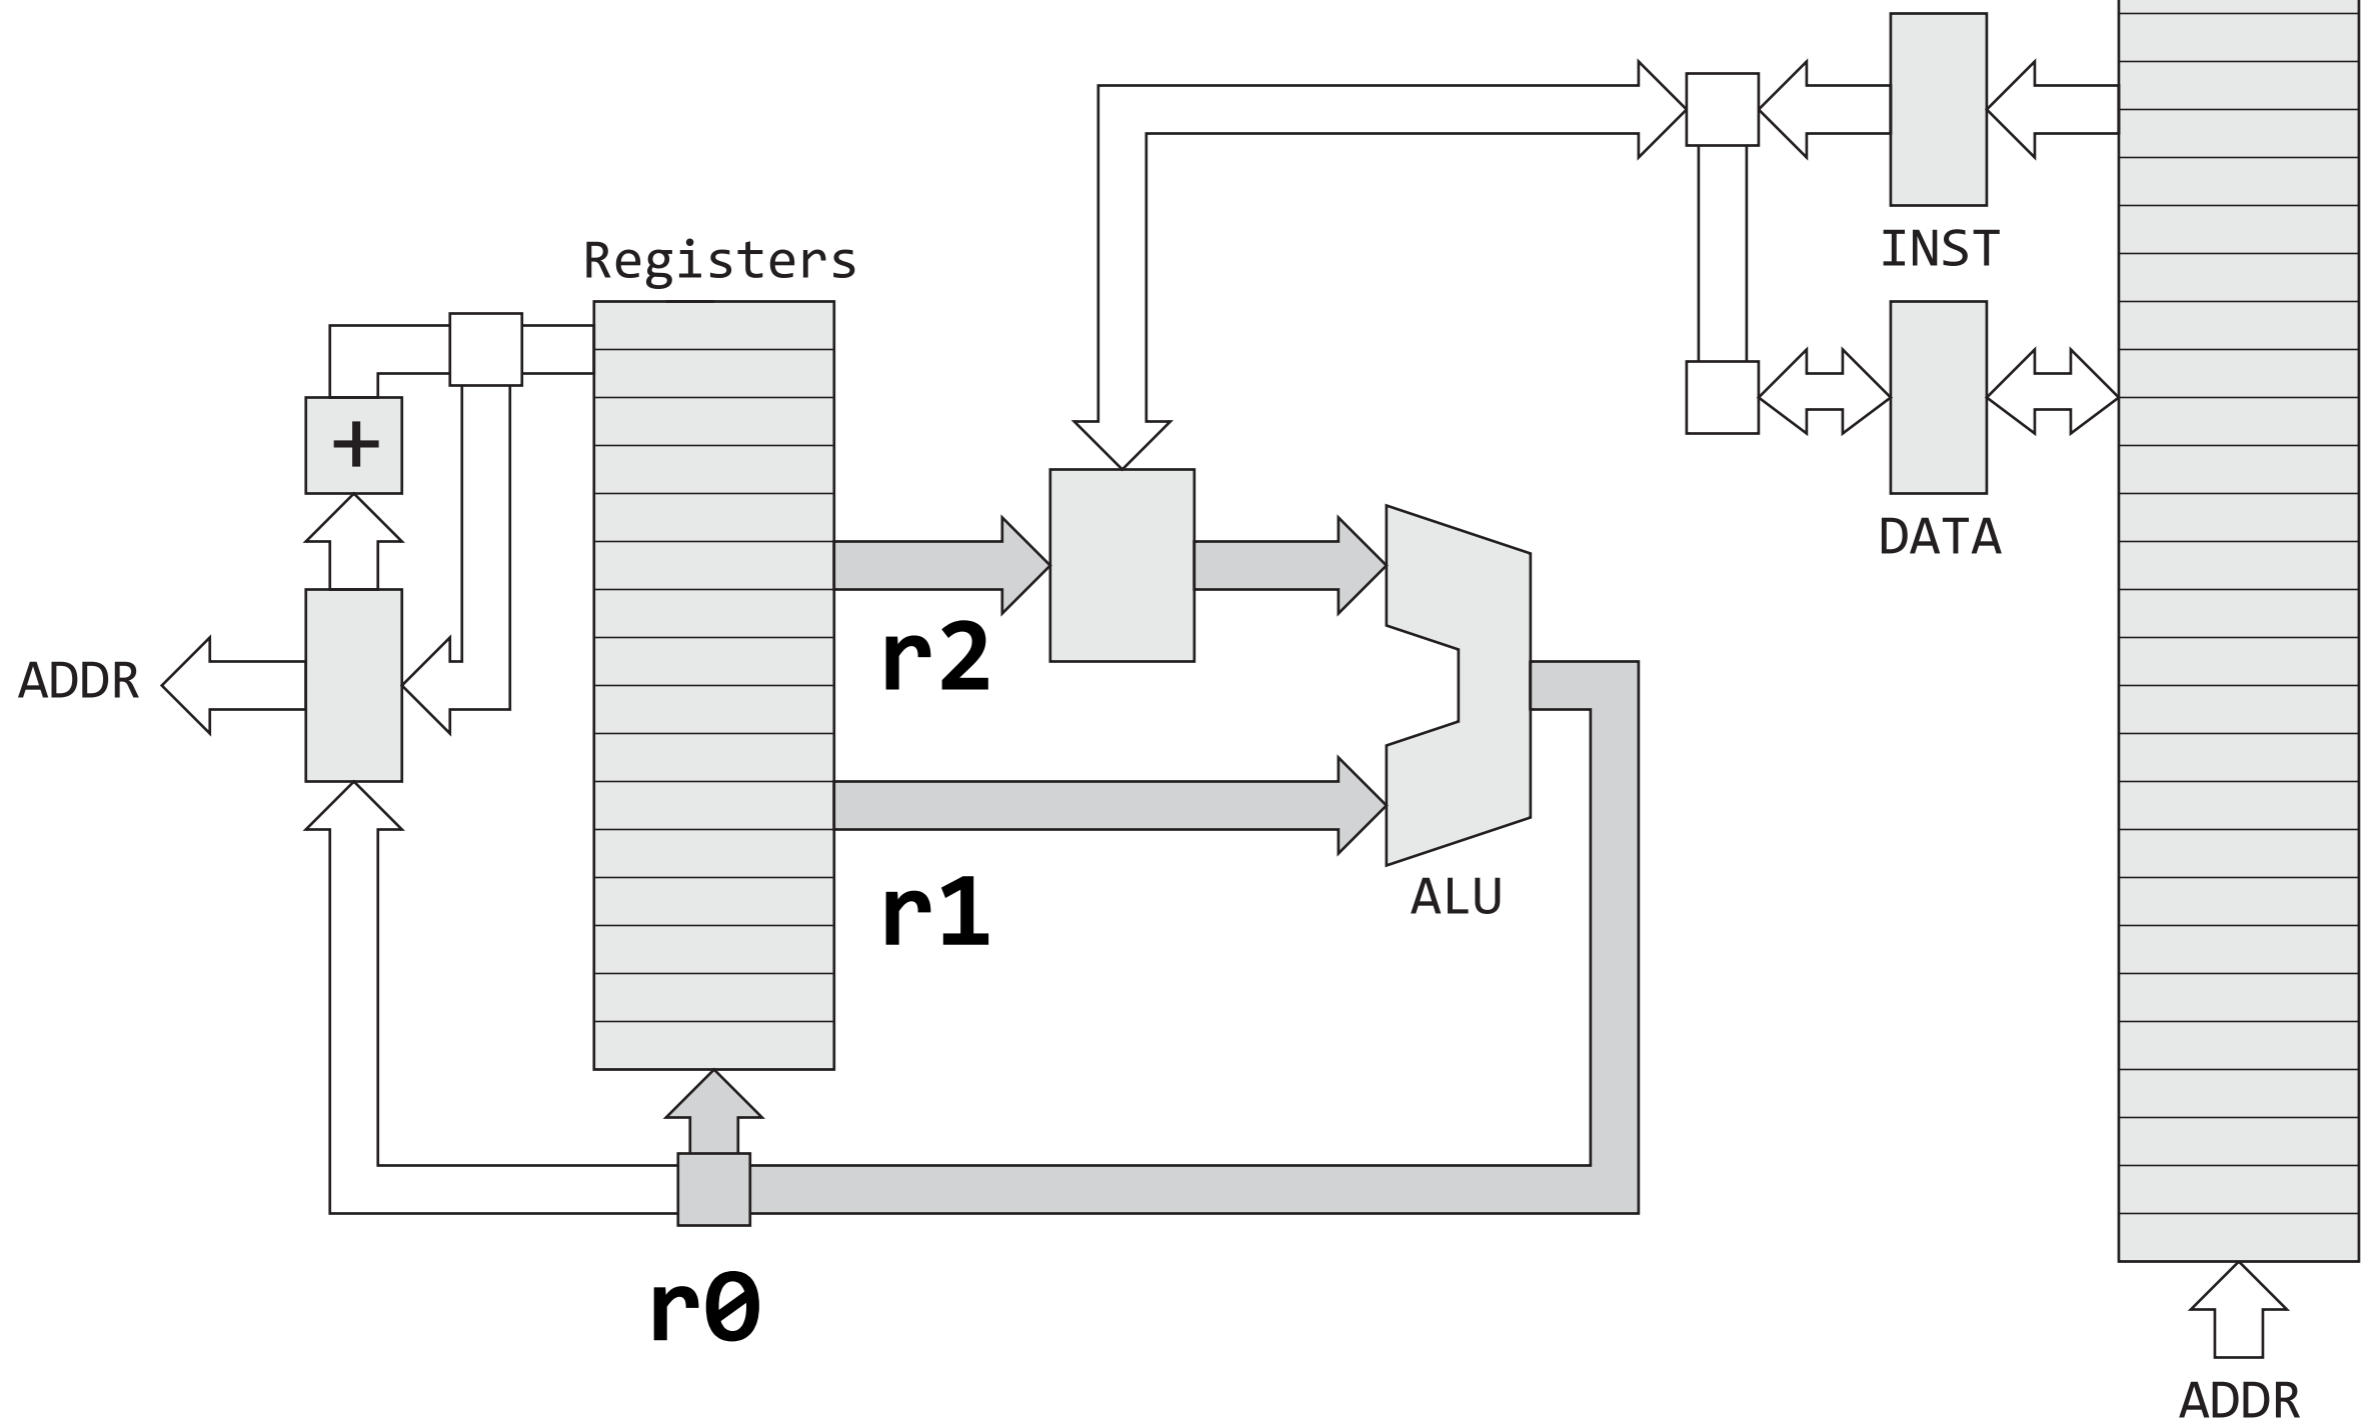 INST
Registers
+
DATA
r2
ADDR
ALU
r1
r0
ADDR